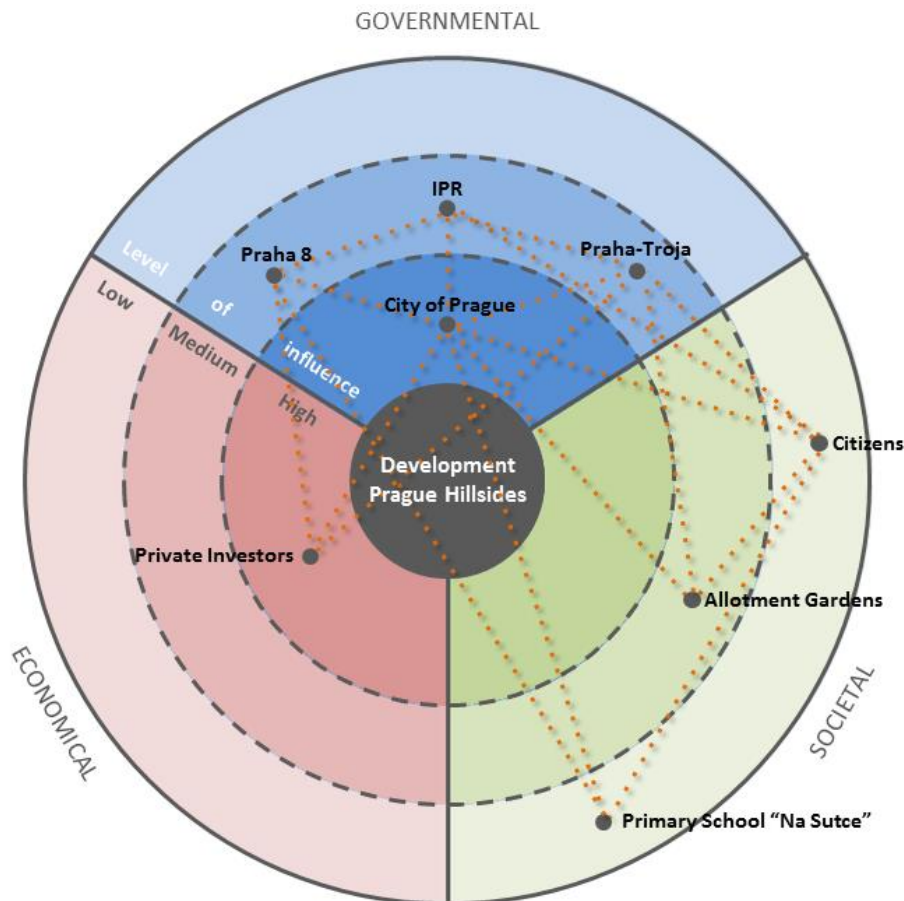 GOVERNMENTAL
IPR
Praha 8
Praha-Troja
Level
of
influence
City of Prague
Low
Medium
High
Development
Prague Hillsides
Citizens
Private Investors
Allotment Gardens
ECONOMICAL
SOCIETAL
Primary School “Na Sutce”